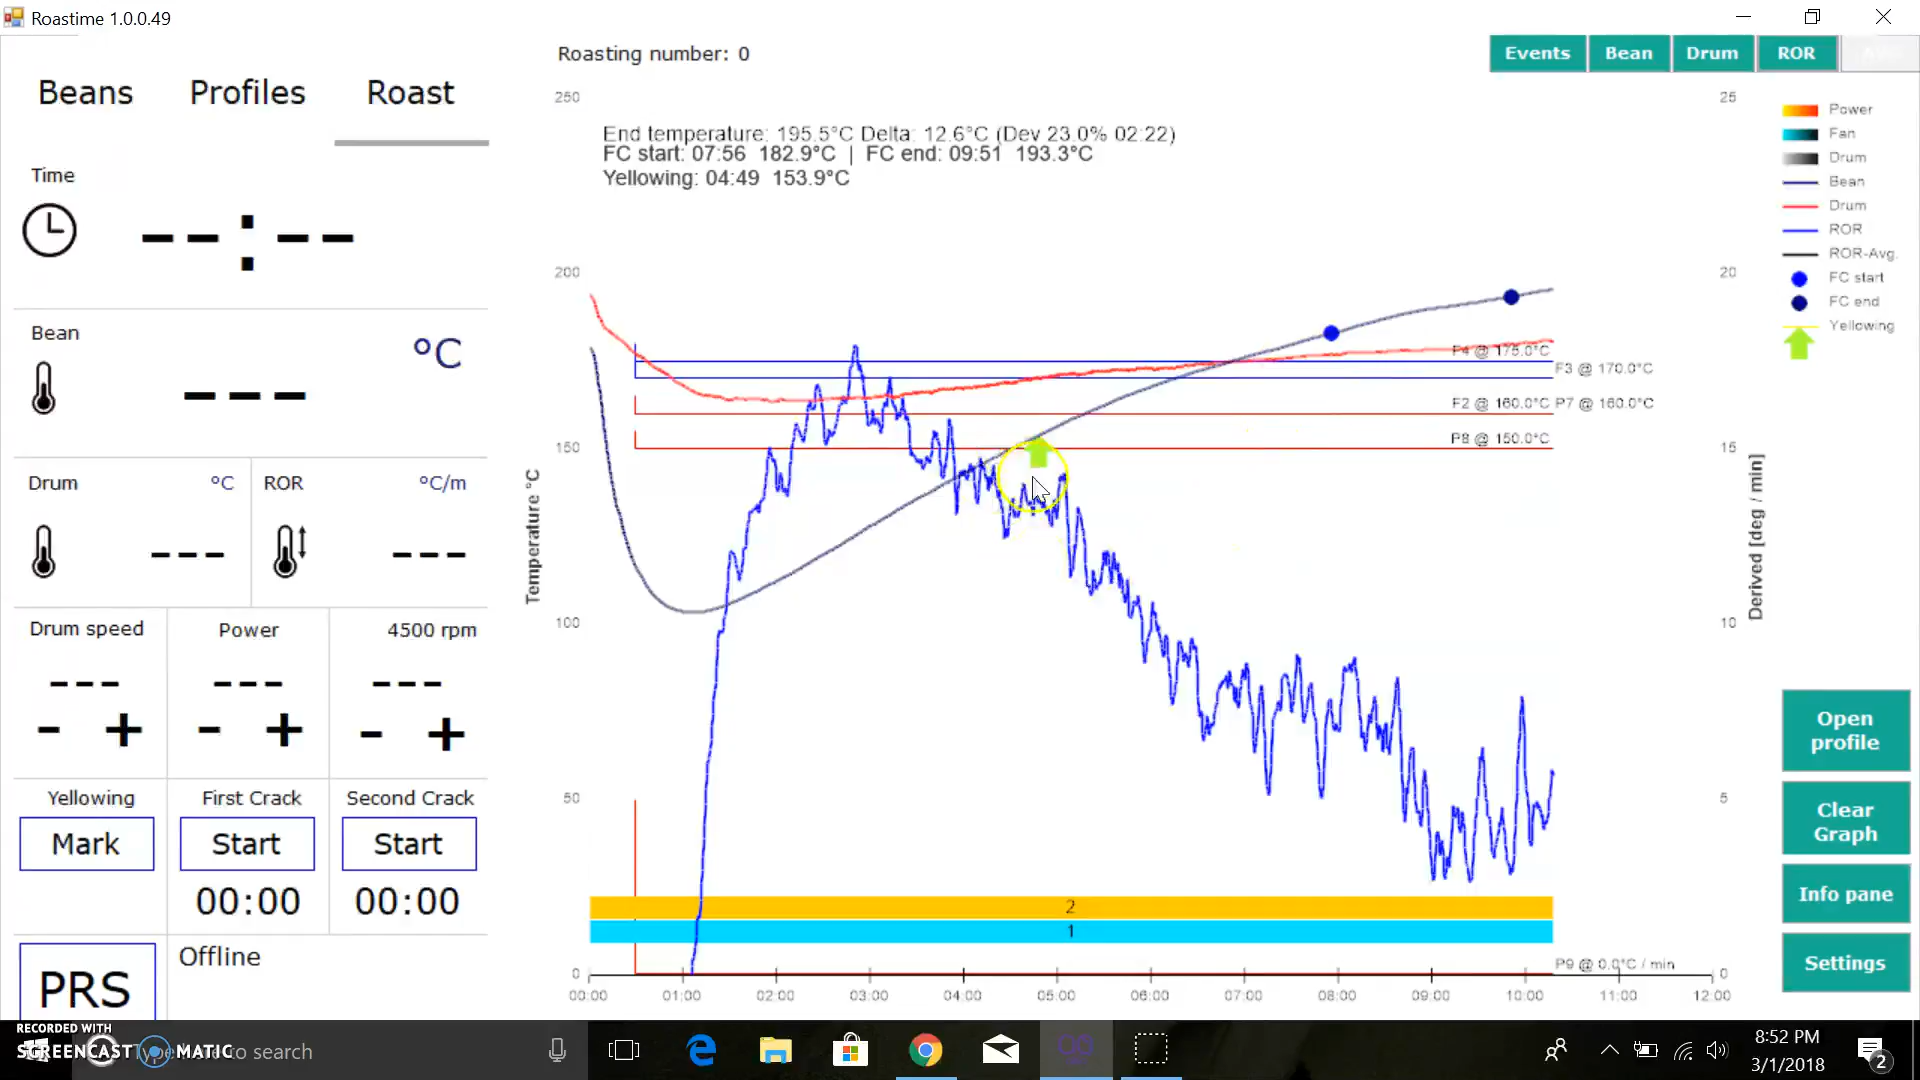 Roastime 1.0.0.49
Beans Profiles Roast
Time
--:--
Bean
°C
---
Drum °C ROR °C/m
--- ---
Drum speed Power 4500 rpm
--- --- ---
- + - + - +
Yellowing First Crack Second Crack
Mark Start Start
00:00 00:00
PRS Offline
Roasting number: 0
Events Bean Drum ROR
End temperature: 195.5°C Delta: 12.6°C (Dev 23.0% 02:22)
FC start: 07:56 182.9°C | FC end: 09:51 193.3°C
Yellowing: 04:49 153.9°C
250
200
150
100
50
0
Temperature °C
25
20
15
10
5
0
Derived [deg / min]
F4 @ 175.0°C
F3 @ 170.0°C
F2 @ 160.0°C P7 @ 160.0°C
P8 @ 150.0°C
2
1
P9 @ 0.0°C / min
00:00 01:00 02:00 03:00 04:00 05:00 06:00 07:00 08:00 09:00 10:00 11:00 12:00
Power
Fan
Drum
Bean
Drum
ROR
ROR-Avg.
FC start
FC end
Yellowing
Open profile
Clear Graph
Info pane
Settings
RECORDED WITH
SCREENCAST MATIC
Type here to search
8:52 PM
3/1/2018
2